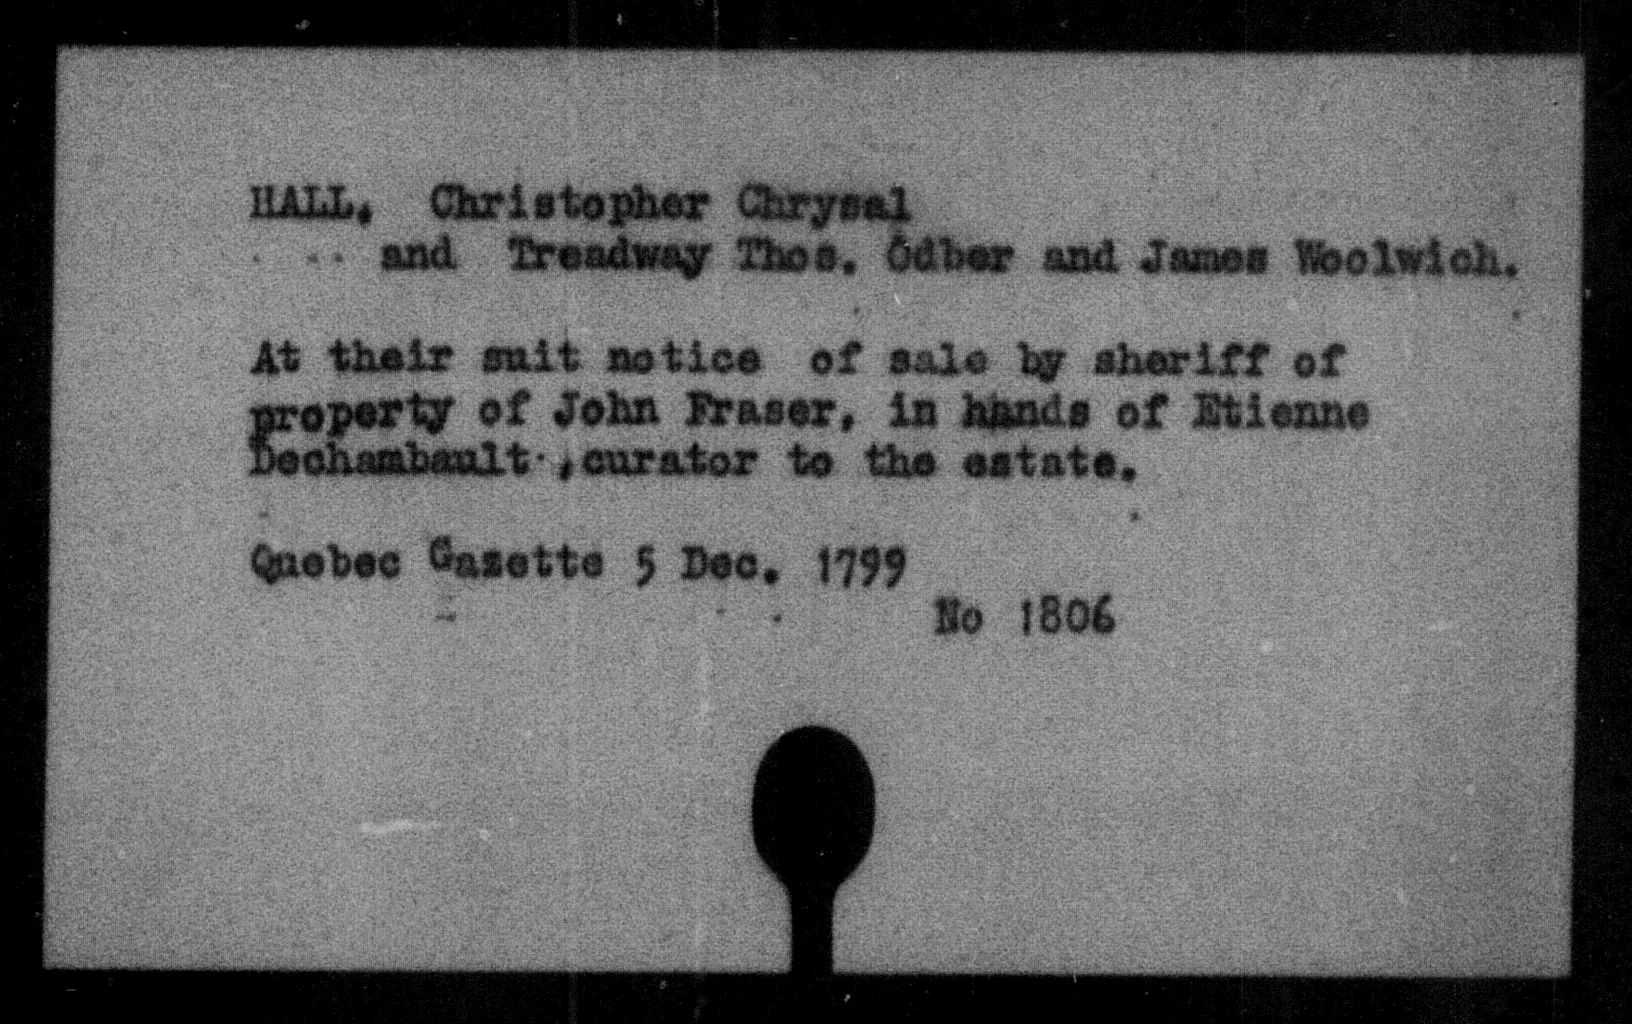 HALL, Christopher Chrysal
and Treadway Thos. Odber and James Woolwich.
At their suit notice of sale by sheriff of
property of John Fraser, in hands of Etienne
Dechambault ,curator to the estate.
Quebec Gazette 5 Dec. 1799
No 1806